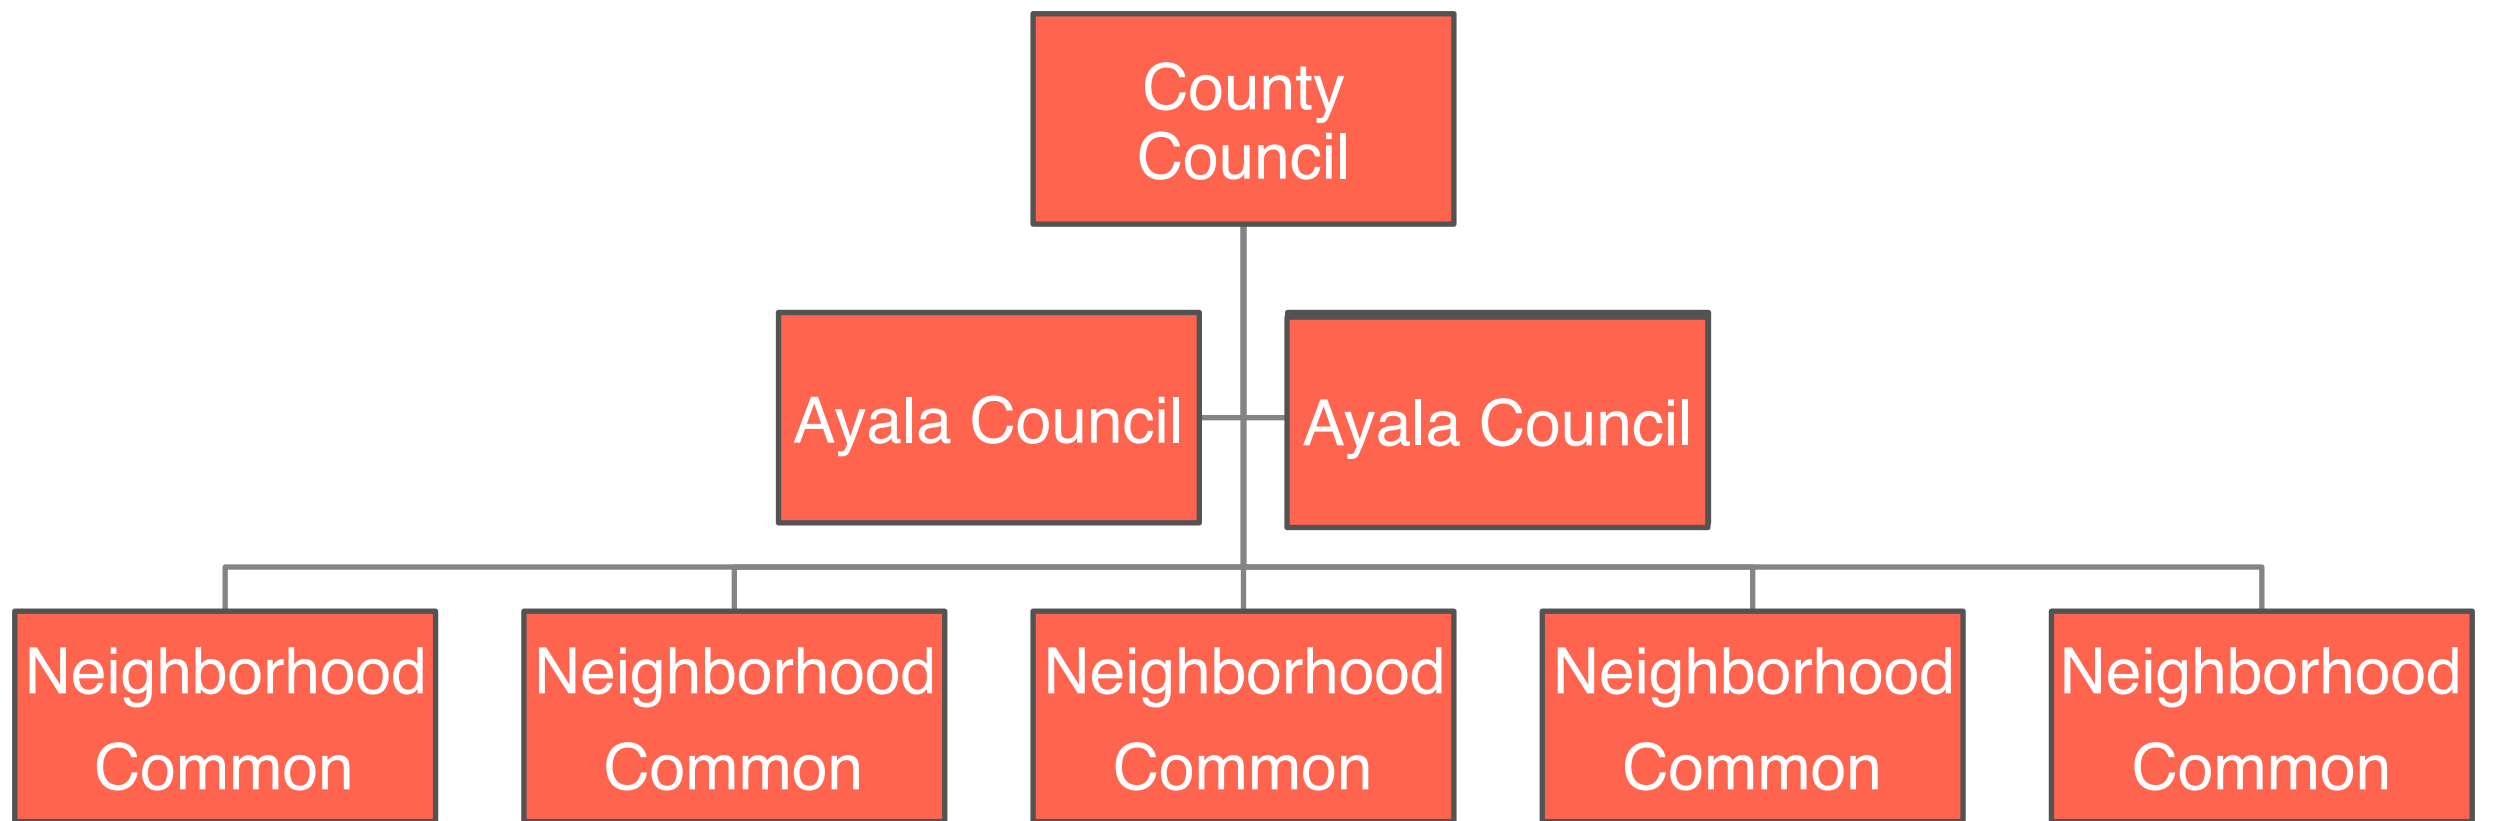 County
Council
Ayala Council
Ayala Council
Neighborhood
Common
Neighborhood
Common
Neighborhood
Common
Neighborhood
Common
Neighborhood
Common